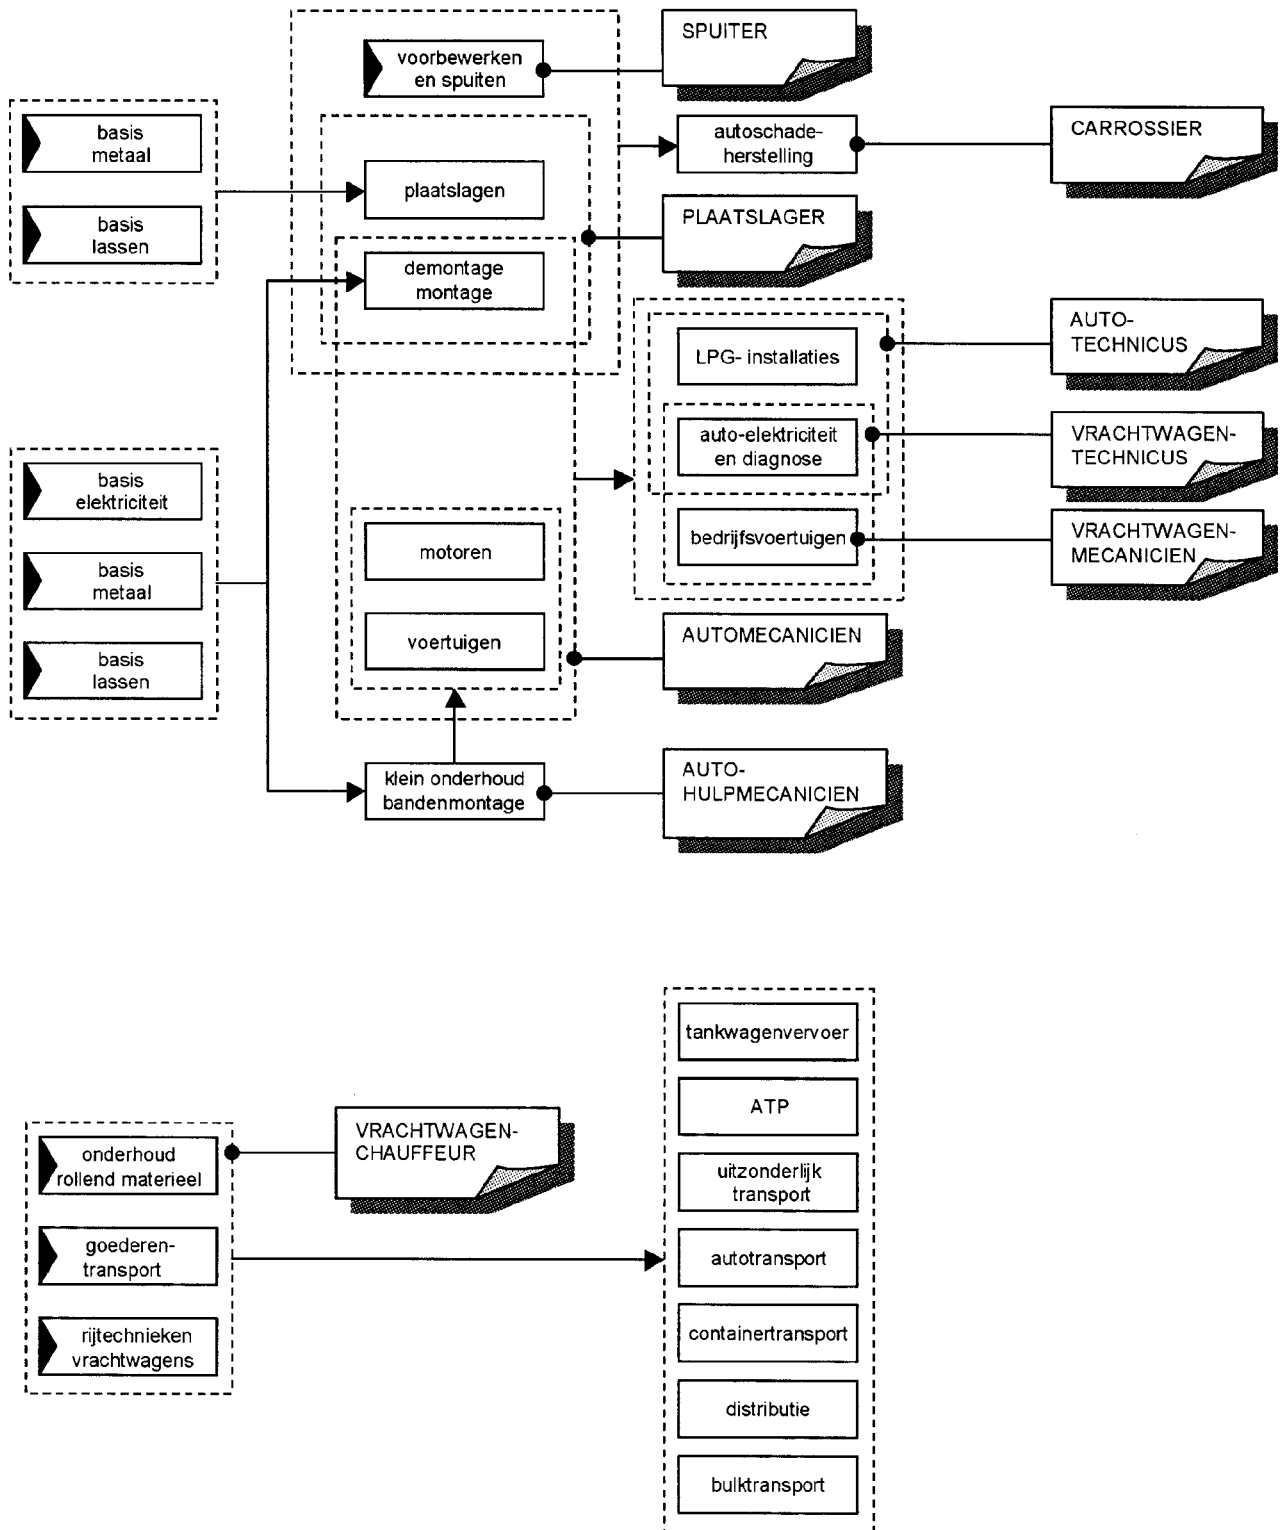 voorbewerken
en spuiten
SPUITER
basis
metaal
basis
lassen
autoschade-
herstelling
CARROSSIER
plaatslagen
PLAATSLAGER
demontage
montage
LPG- installaties
AUTO-
TECHNICUS
auto-elektriciteit
en diagnose
VRACHTWAGEN-
TECHNICUS
basis
elektriciteit
basis
metaal
basis
lassen
motoren
bedrijfsvoertuigen
VRACHTWAGEN-
MECANICIEN
voertuigen
AUTOMECANICIEN
klein onderhoud
bandenmontage
AUTO-
HULPMECANICIEN
onderhoud
rollend materieel
VRACHTWAGEN-
CHAUFFEUR
goederen-
transport
rijtechnieken
vrachtwagens
tankwagenvervoer
ATP
uitzonderlijk
transport
autotransport
containertransport
distributie
bulktransport